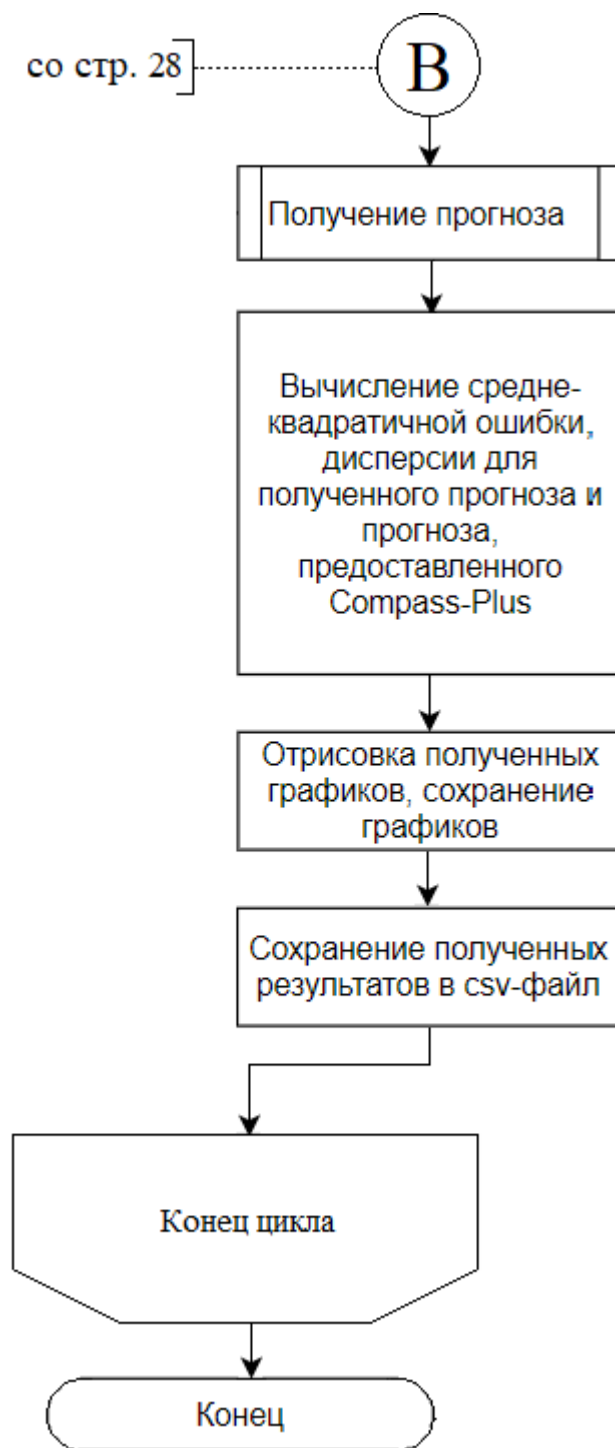 со стр. 28
В
Получение прогноза
Вычисление средне-
квадратичной ошибки,
дисперсии для
полученного прогноза и
прогноза,
предоставленного
Compass-Plus
Отрисовка полученных
графиков, сохранение
графиков
Сохранение полученных
результатов в csv-файл
Конец цикла
Конец